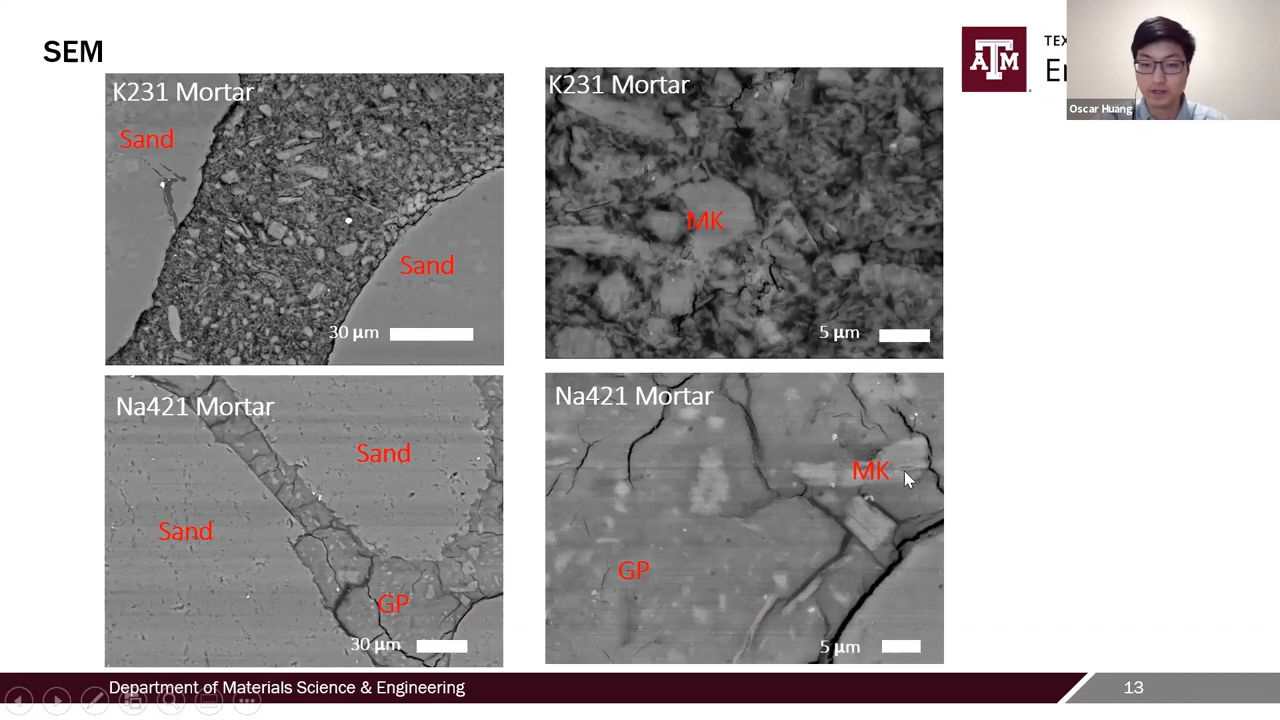 SEM
K231 Mortar
Sand
Sand
30 μm
K231 Mortar
MK
5 μm
Na421 Mortar
Sand
Sand
GP
30 μm
Na421 Mortar
MK
GP
5 μm
ATM
Oscar Huang
Department of Materials Science & Engineering
13